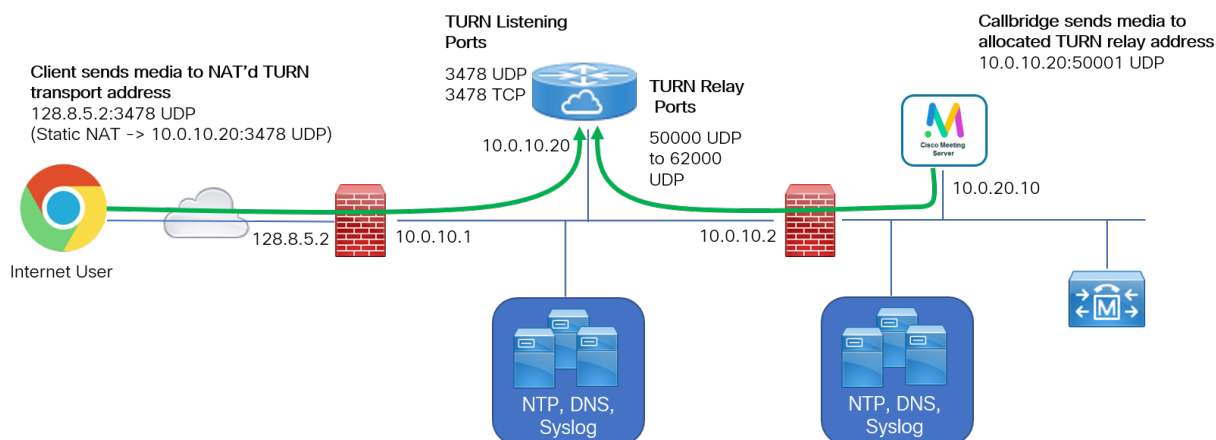 TURN Listening
Ports
3478 UDP
3478 TCP
Callbridge sends media to
allocated TURN relay address
10.0.10.20:50001 UDP
Client sends media to NAT'd TURN
transport address
128.8.5.2:3478 UDP
(Static NAT -> 10.0.10.20:3478 UDP)
TURN Relay
Ports
50000 UDP
to 62000
UDP
10.0.10.20
Cisco Meeting
Server
10.0.20.10
128.8.5.2
10.0.10.1
10.0.10.2
Internet User
M
NTP, DNS,
Syslog
NTP, DNS,
Syslog